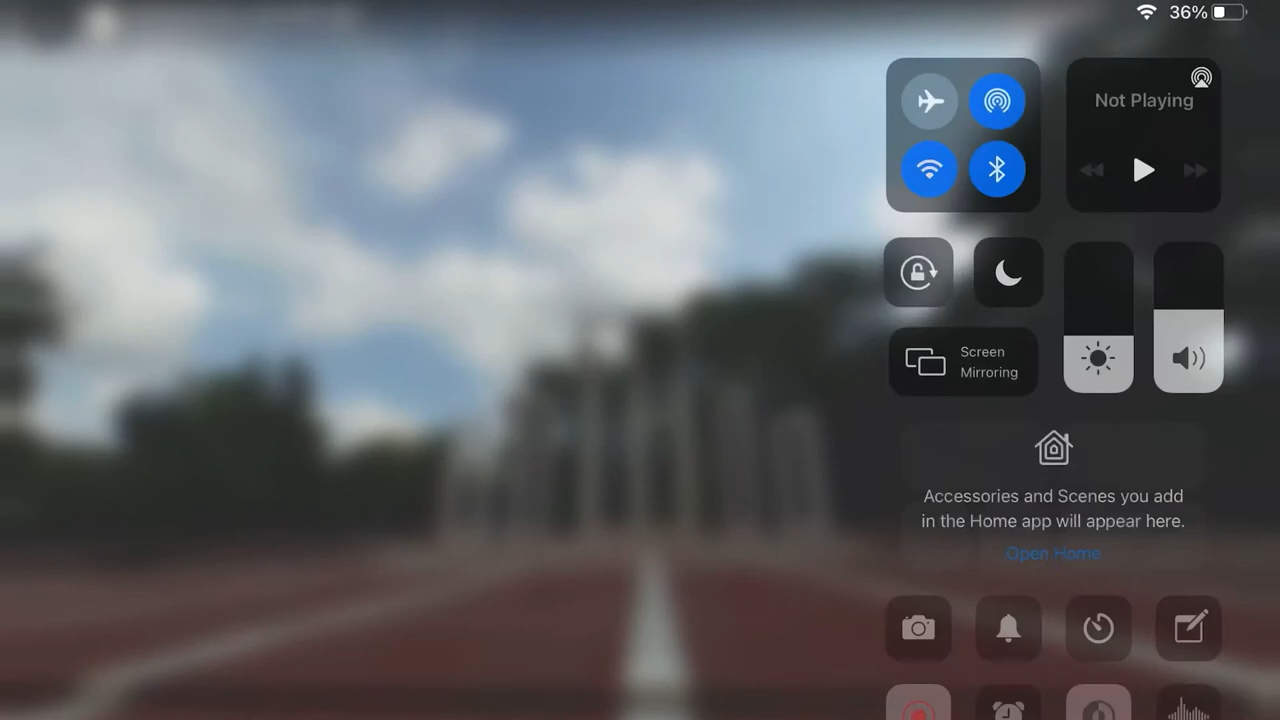 36%
Not Playing
Screen
Mirroring
Accessories and Scenes you add
in the Home app will appear here.
Open Home